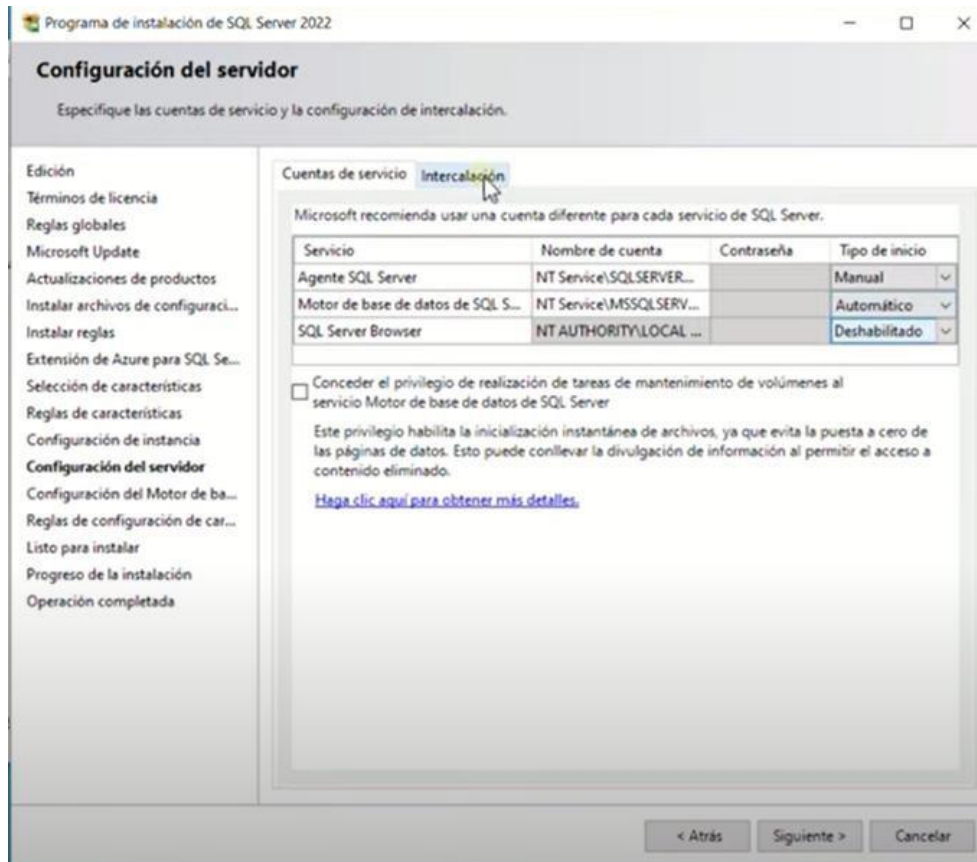 Programa de instalación de SQL Server 2022
Configuración del servidor
Especifique las cuentas de servicio y la configuración de intercalación.
Edición
Términos de licencia
Reglas globales
Microsoft Update
Actualizaciones de productos
Instalar archivos de configuraci...
Instalar reglas
Extensión de Azure para SQL Se...
Selección de características
Reglas de características
Configuración de instancia
Configuración del servidor
Configuración del Motor de ba...
Reglas de configuración de car...
Listo para instalar
Progreso de la instalación
Operación completada
Cuentas de servicio Intercalación
Microsoft recomienda usar una cuenta diferente para cada servicio de SQL Server.
Servicio Nombre de cuenta Contraseña Tipo de inicio
Agente SQL Server NT Service\SQLSERVER... Manual
Motor de base de datos de SQL S... NT Service\MSSQLSERV... Automático
SQL Server Browser NT AUTHORITY\LOCAL ... Deshabilitado
Conceder el privilegio de realización de tareas de mantenimiento de volúmenes al
servicio Motor de base de datos de SQL Server
Este privilegio habilita la inicialización instantánea de archivos, ya que evita la puesta a cero de
las páginas de datos. Esto puede conllevar la divulgación de información al permitir el acceso a
contenido eliminado.
Haga clic aquí para obtener más detalles.
< Atrás Siguiente > Cancelar